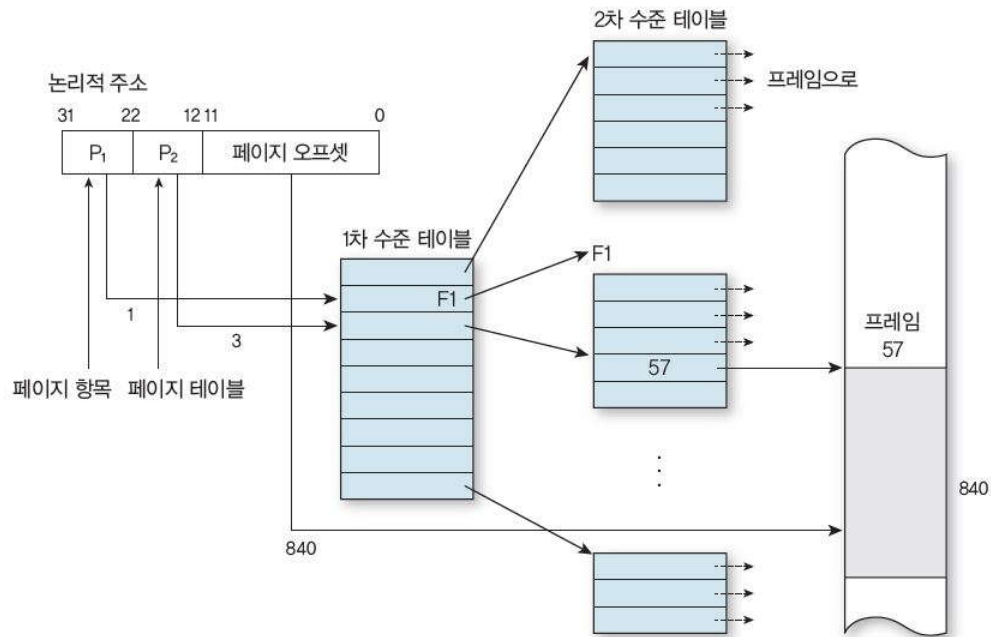 2차 수준 테이블
프레임으로
논리적 주소
31 22 12 11 0
P₁ P₂ 페이지 오프셋
1차 수준 테이블
F1
F1
1
3
프레임
57
57
페이지 항목 페이지 테이블
840
840